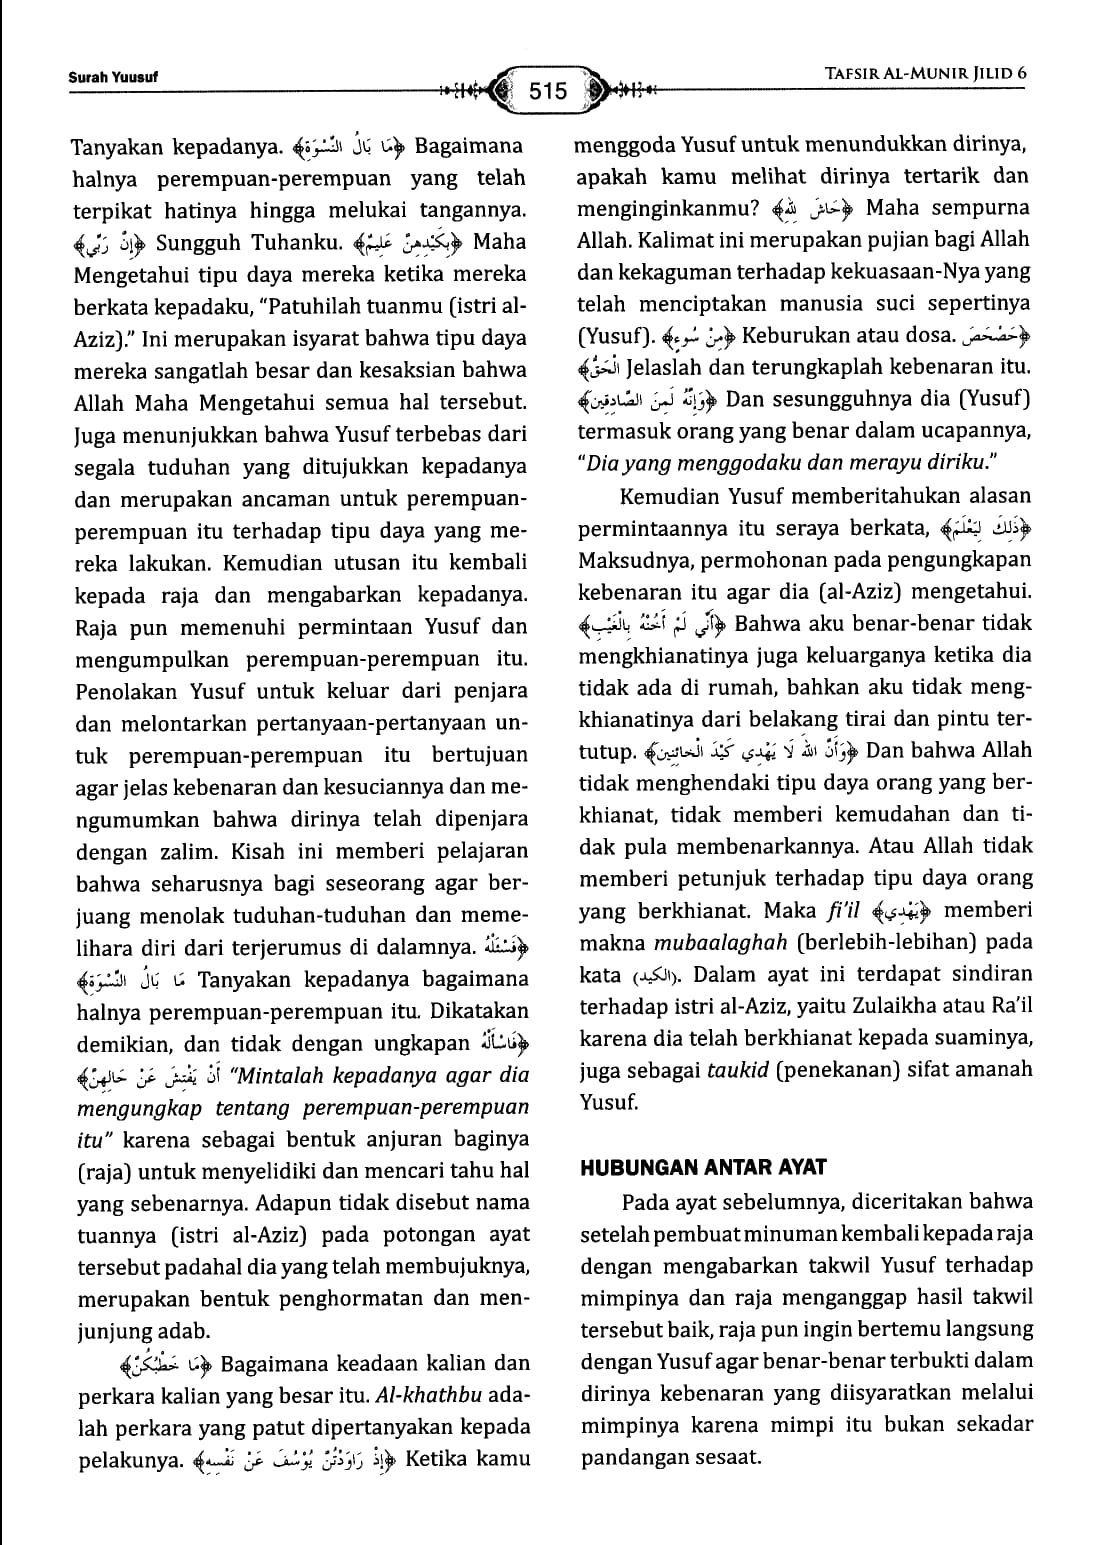 Surah Yuusuf
515
TAFSIR AL-MUNIR JILID 6
Tanyakan kepadanya. ﴿مَا بَالُ النِّسْوَةِ﴾ Bagaimana
halnya perempuan-perempuan yang telah
terpikat hatinya hingga melukai tangannya.
﴿إِنَّ رَبِّي﴾ Sungguh Tuhanku. ﴿بِكَيْدِهِنَّ عَلِيْمٌ﴾ Maha
Mengetahui tipu daya mereka ketika mereka
berkata kepadaku, “Patuhilah tuanmu (istri al-
Aziz).” Ini merupakan isyarat bahwa tipu daya
mereka sangatlah besar dan kesaksian bahwa
Allah Maha Mengetahui semua hal tersebut.
Juga menunjukkan bahwa Yusuf terbebas dari
segala tuduhan yang ditujukkan kepadanya
dan merupakan ancaman untuk perempuan-
perempuan itu terhadap tipu daya yang me-
reka lakukan. Kemudian utusan itu kembali
kepada raja dan mengabarkan kepadanya.
Raja pun memenuhi permintaan Yusuf dan
mengumpulkan perempuan-perempuan itu.
Penolakan Yusuf untuk keluar dari penjara
dan melontarkan pertanyaan-pertanyaan un-
tuk perempuan-perempuan itu bertujuan
agar jelas kebenaran dan kesuciannya dan me-
ngumumkan bahwa dirinya telah dipenjara
dengan zalim. Kisah ini memberi pelajaran
bahwa seharusnya bagi seseorang agar ber-
juang menolak tuduhan-tuduhan dan meme-
lihara diri dari terjerumus di dalamnya. ﴿فَسْئَلْهُ
مَا بَالُ النِّسْوَةِ﴾ Tanyakan kepadanya bagaimana
halnya perempuan-perempuan itu. Dikatakan
demikian, dan tidak dengan ungkapan ﴿فَاسْأَلْهُ
أَنْ يَفْتِشَ عَنْ حَالِهِنَّ﴾ “Mintalah kepadanya agar dia
mengungkap tentang perempuan-perempuan
itu” karena sebagai bentuk anjuran baginya
(raja) untuk menyelidiki dan mencari tahu hal
yang sebenarnya. Adapun tidak disebut nama
tuannya (istri al-Aziz) pada potongan ayat
tersebut padahal dia yang telah membujuknya,
merupakan bentuk penghormatan dan men-
junjung adab.
﴿مَا خَطْبُكُنَّ﴾ Bagaimana keadaan kalian dan
perkara kalian yang besar itu. Al-khathbu ada-
lah perkara yang patut dipertanyakan kepada
pelakunya. ﴿إِذْ رَاوَدْتُنَّ يُوْسُفَ عَنْ نَفْسِهِ﴾ Ketika kamu
menggoda Yusuf untuk menundukkan dirinya,
apakah kamu melihat dirinya tertarik dan
menginginkanmu? ﴿حَاشَ لِلَّهِ﴾ Maha sempurna
Allah. Kalimat ini merupakan pujian bagi Allah
dan kekaguman terhadap kekuasaan-Nya yang
telah menciptakan manusia suci sepertinya
(Yusuf). ﴿مِنْ سُوءٍ﴾ Keburukan atau dosa. ﴿حَصْحَصَ
الْحَقُّ﴾ Jelaslah dan terungkaplah kebenaran itu.
﴿وَإِنَّهُ لَمِنَ الصَّادِقِينَ﴾ Dan sesungguhnya dia (Yusuf)
termasuk orang yang benar dalam ucapannya,
“Dia yang menggodaku dan merayu diriku.”
Kemudian Yusuf memberitahukan alasan
permintaannya itu seraya berkata, ﴿ذَلِكَ لِيَعْلَمَ﴾
Maksudnya, permohonan pada pengungkapan
kebenaran itu agar dia (al-Aziz) mengetahui.
﴿أَنِّي لَمْ أَخُنْهُ بِالْغَيْبِ﴾ Bahwa aku benar-benar tidak
mengkhianatinya juga keluarganya ketika dia
tidak ada di rumah, bahkan aku tidak meng-
khianatinya dari belakang tirai dan pintu ter-
tutup. ﴿وَأَنَّ اللهَ لَا يَهْدِي كَيْدَ الْخَائِنِينَ﴾ Dan bahwa Allah
tidak menghendaki tipu daya orang yang ber-
khianat, tidak memberi kemudahan dan ti-
dak pula membenarkannya. Atau Allah tidak
memberi petunjuk terhadap tipu daya orang
yang berkhianat. Maka fi’il ﴿يَهْدِي﴾ memberi
makna mubaalaghah (berlebih-lebihan) pada
kata (الكيد). Dalam ayat ini terdapat sindiran
terhadap istri al-Aziz, yaitu Zulaikha atau Ra’il
karena dia telah berkhianat kepada suaminya,
juga sebagai taukid (penekanan) sifat amanah
Yusuf.
HUBUNGAN ANTAR AYAT
Pada ayat sebelumnya, diceritakan bahwa
setelah pembuat minuman kembali kepada raja
dengan mengabarkan takwil Yusuf terhadap
mimpinya dan raja menganggap hasil takwil
tersebut baik, raja pun ingin bertemu langsung
dengan Yusuf agar benar-benar terbukti dalam
dirinya kebenaran yang diisyaratkan melalui
mimpinya karena mimpi itu bukan sekadar
pandangan sesaat.